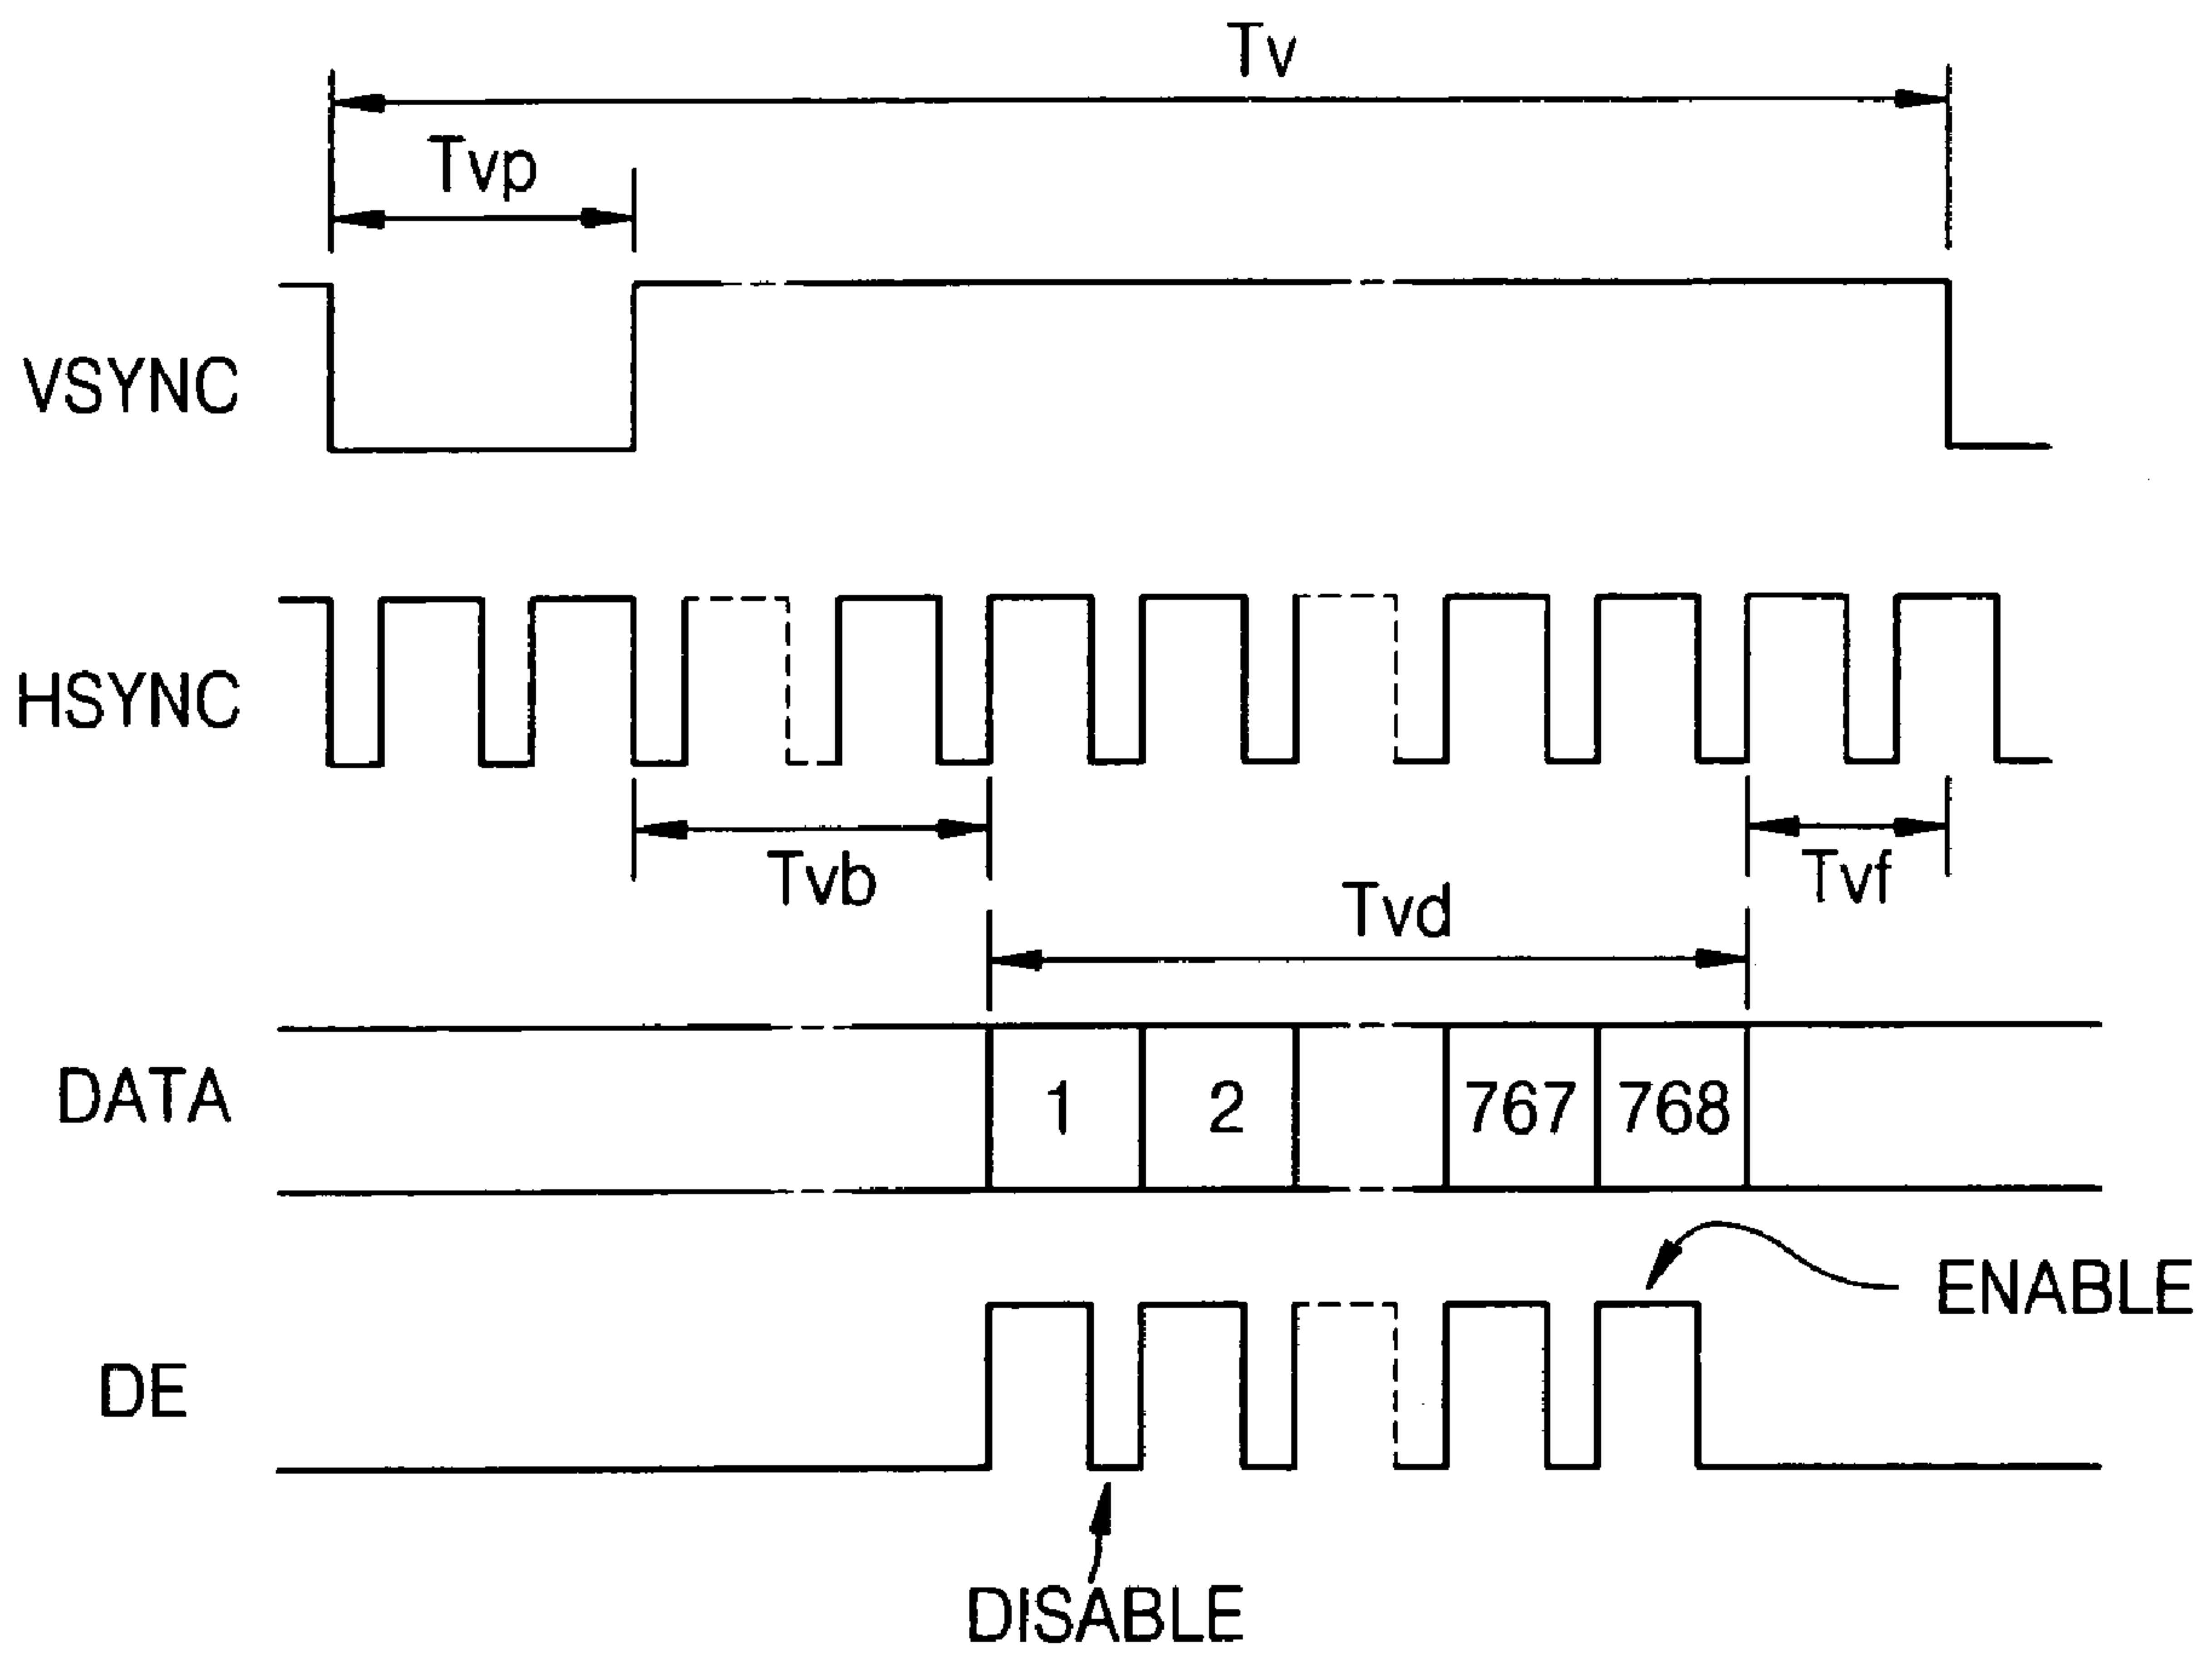 Tv
Tvp
VSYNC
HSYNC
Tvb
Tvf
Tvd
DATA 1 2 767 768
ENABLE
DE
DISABLE